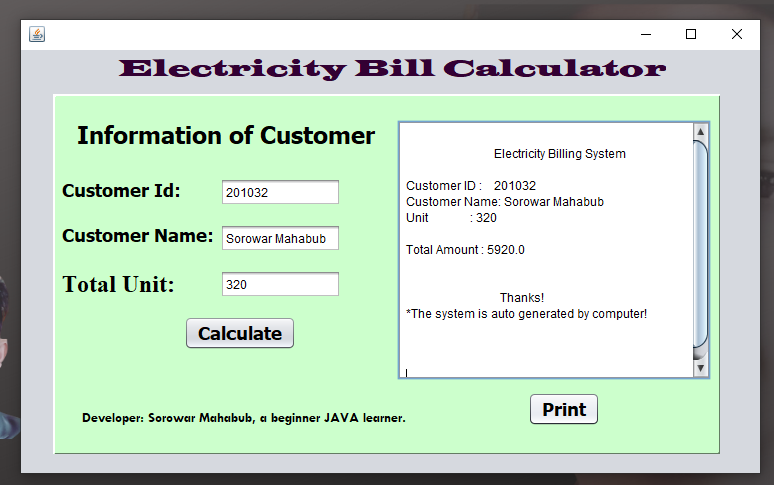 Electricity Bill Calculator
Information of Customer
Customer Id:
201032
Customer Name:
Sorowar Mahabub
Total Unit:
320
Calculate
Developer: Sorowar Mahabub, a beginner JAVA learner.
Electricity Billing System
Customer ID : 201032
Customer Name: Sorowar Mahabub
Unit : 320
Total Amount : 5920.0
Thanks!
*The system is auto generated by computer!
Print